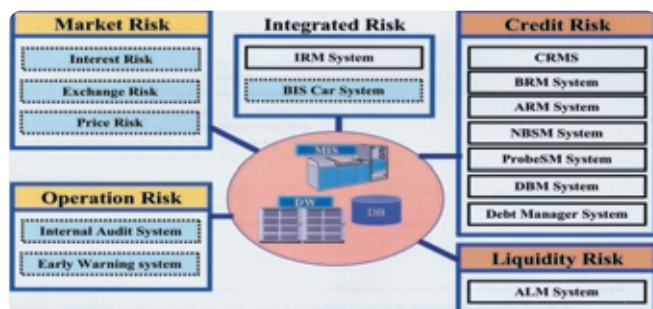 Market Risk
Interest Risk
Exchange Risk
Price Risk
Operation Risk
Internal Audit System
Early Warning system
Integrated Risk
IRM System
BIS Car System
MIS
DW
DB
Credit Risk
CRMS
BRM System
ARM System
NBSM System
ProbeSM System
DBM System
Debt Manager System
Liquidity Risk
ALM System